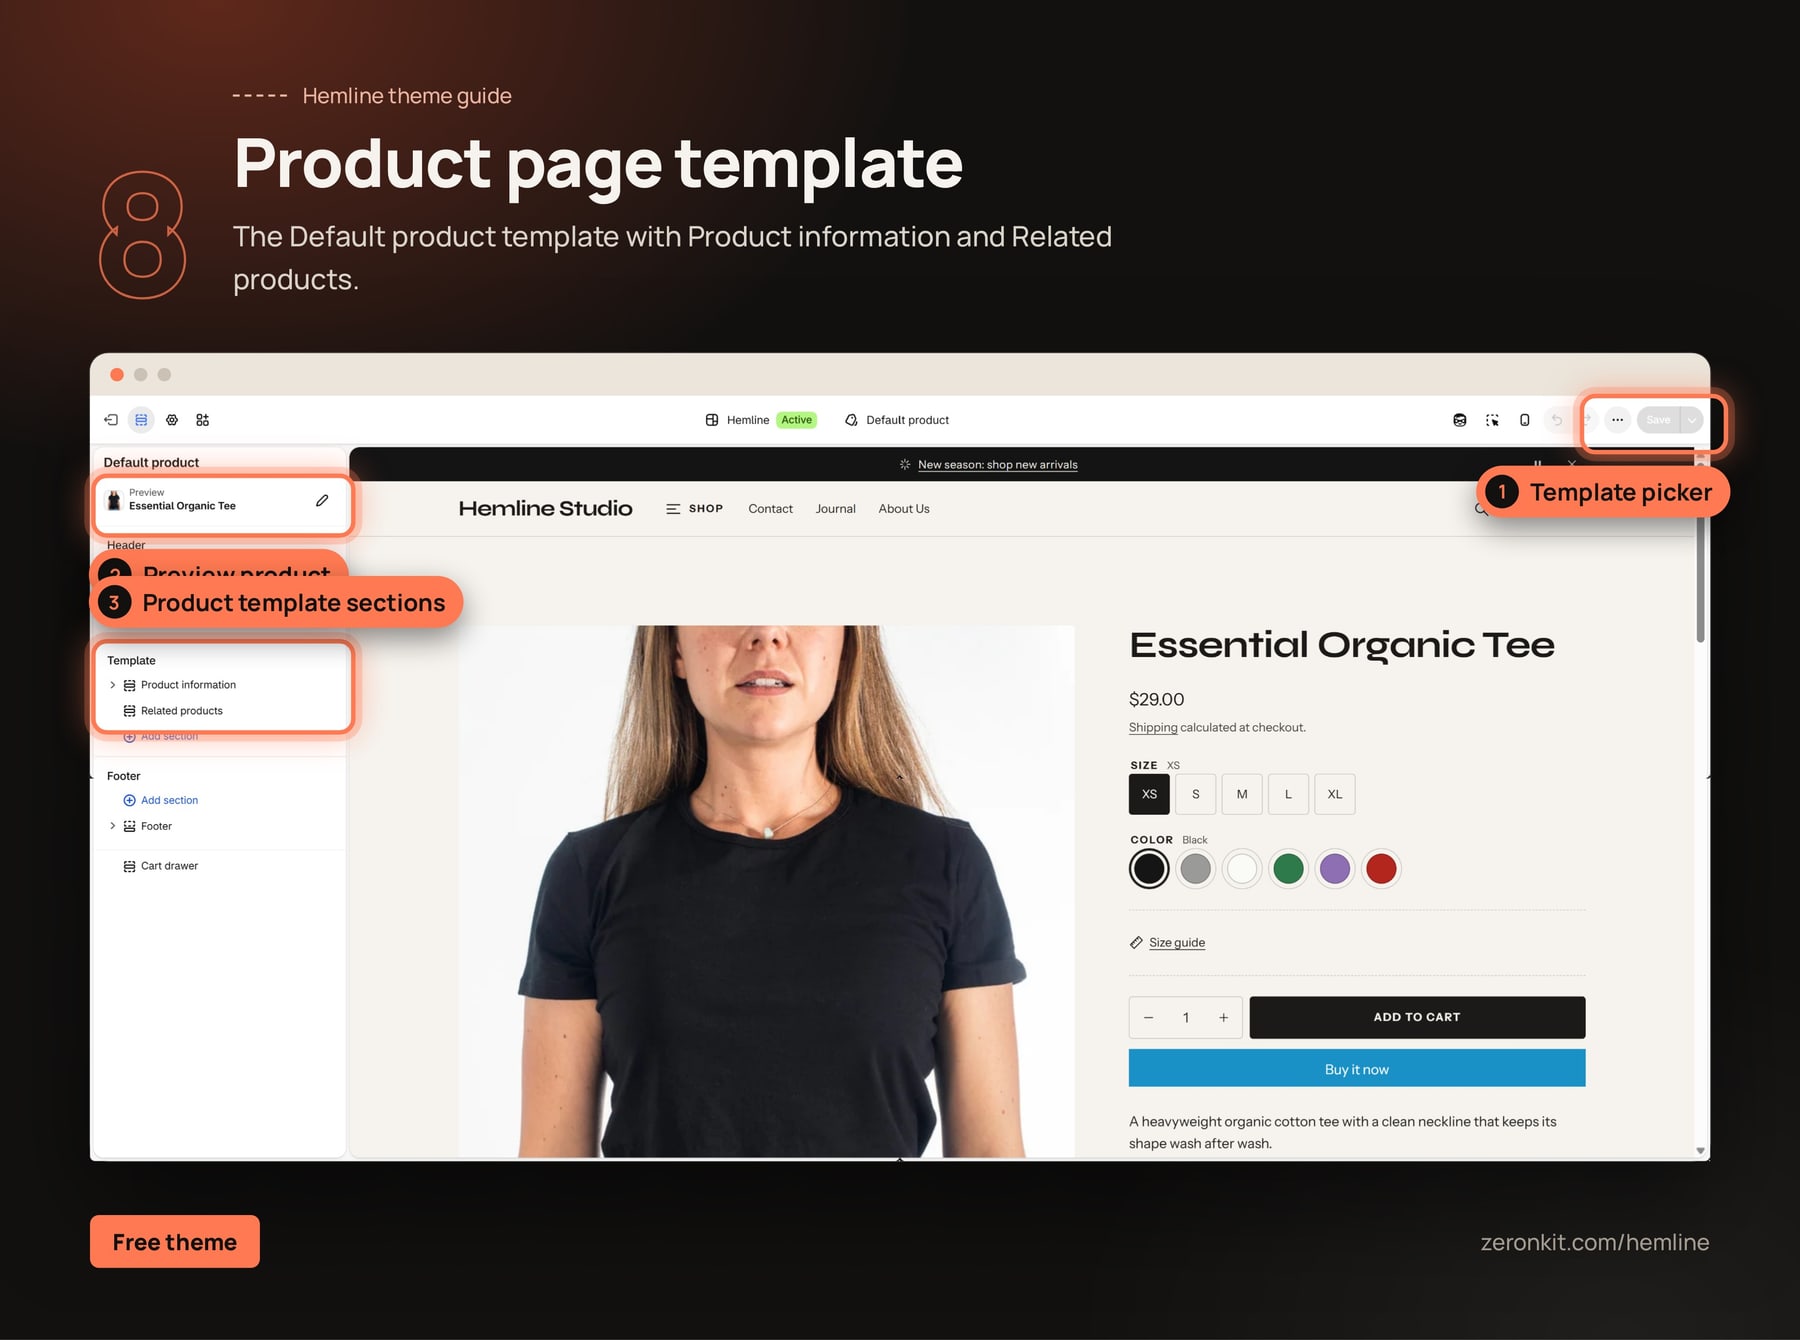 Hemline theme guide
8
Product page template
The Default product template with Product information and Related
products.
Hemline Active Default product
Save
Default product
Preview
Essential Organic Tee
Header
2 Preview product
3 Product template sections
Template
Product information
Related products
Add section
Footer
Add section
Footer
Cart drawer
New season: shop new arrivals
1 Template picker
Hemline Studio SHOP Contact Journal About Us
Essential Organic Tee
$29.00
Shipping calculated at checkout.
SIZE XS
XS S M L XL
COLOR Black
Size guide
− 1 + ADD TO CART
Buy it now
A heavyweight organic cotton tee with a clean neckline that keeps its
shape wash after wash.
Free theme
zeronkit.com/hemline